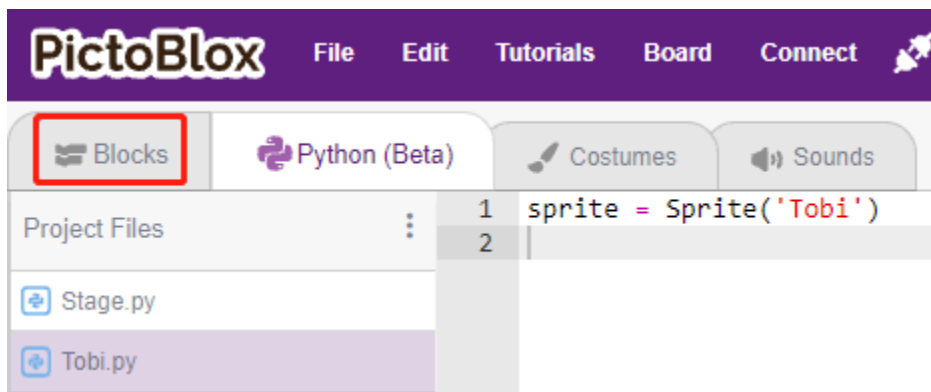 PictoBlox File Edit Tutorials Board Connect
Blocks Python (Beta) Costumes Sounds
Project Files
Stage.py
Tobi.py
1 sprite = Sprite('Tobi')
2